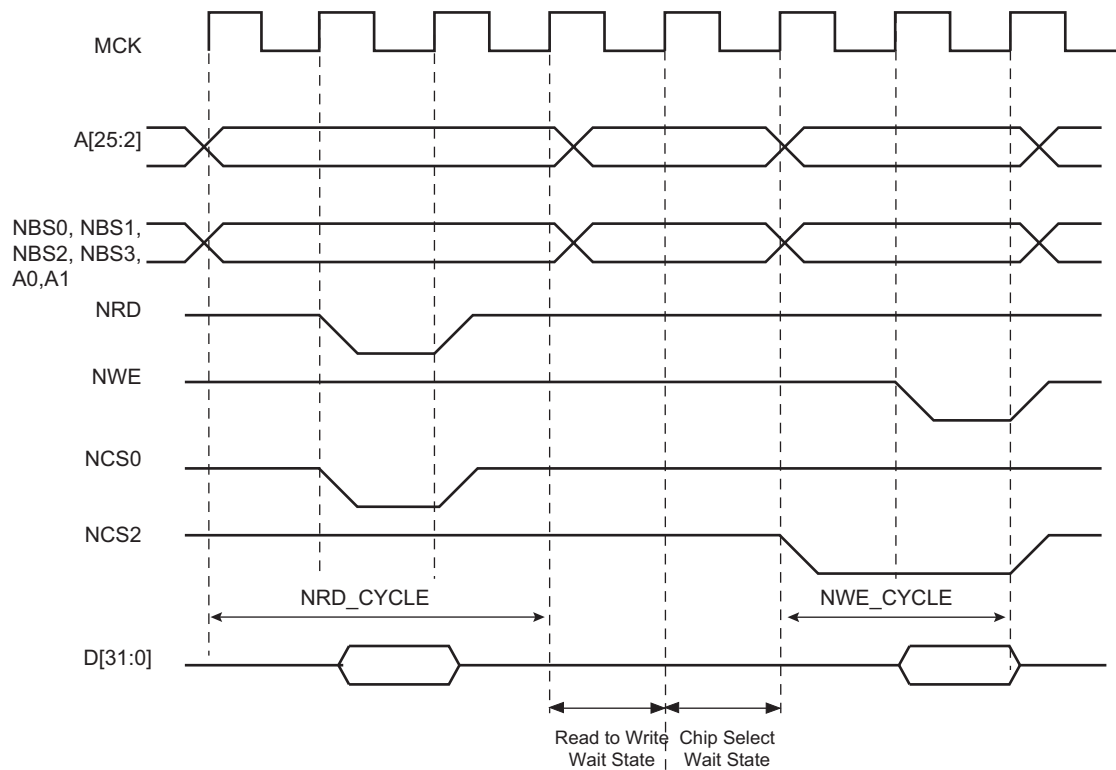 MCK
A[25:2]
NBS0, NBS1,
NBS2, NBS3,
A0,A1
NRD
NWE
NCS0
NCS2
NRD_CYCLE
NWE_CYCLE
D[31:0]
Read to Write
Wait State
Chip Select
Wait State